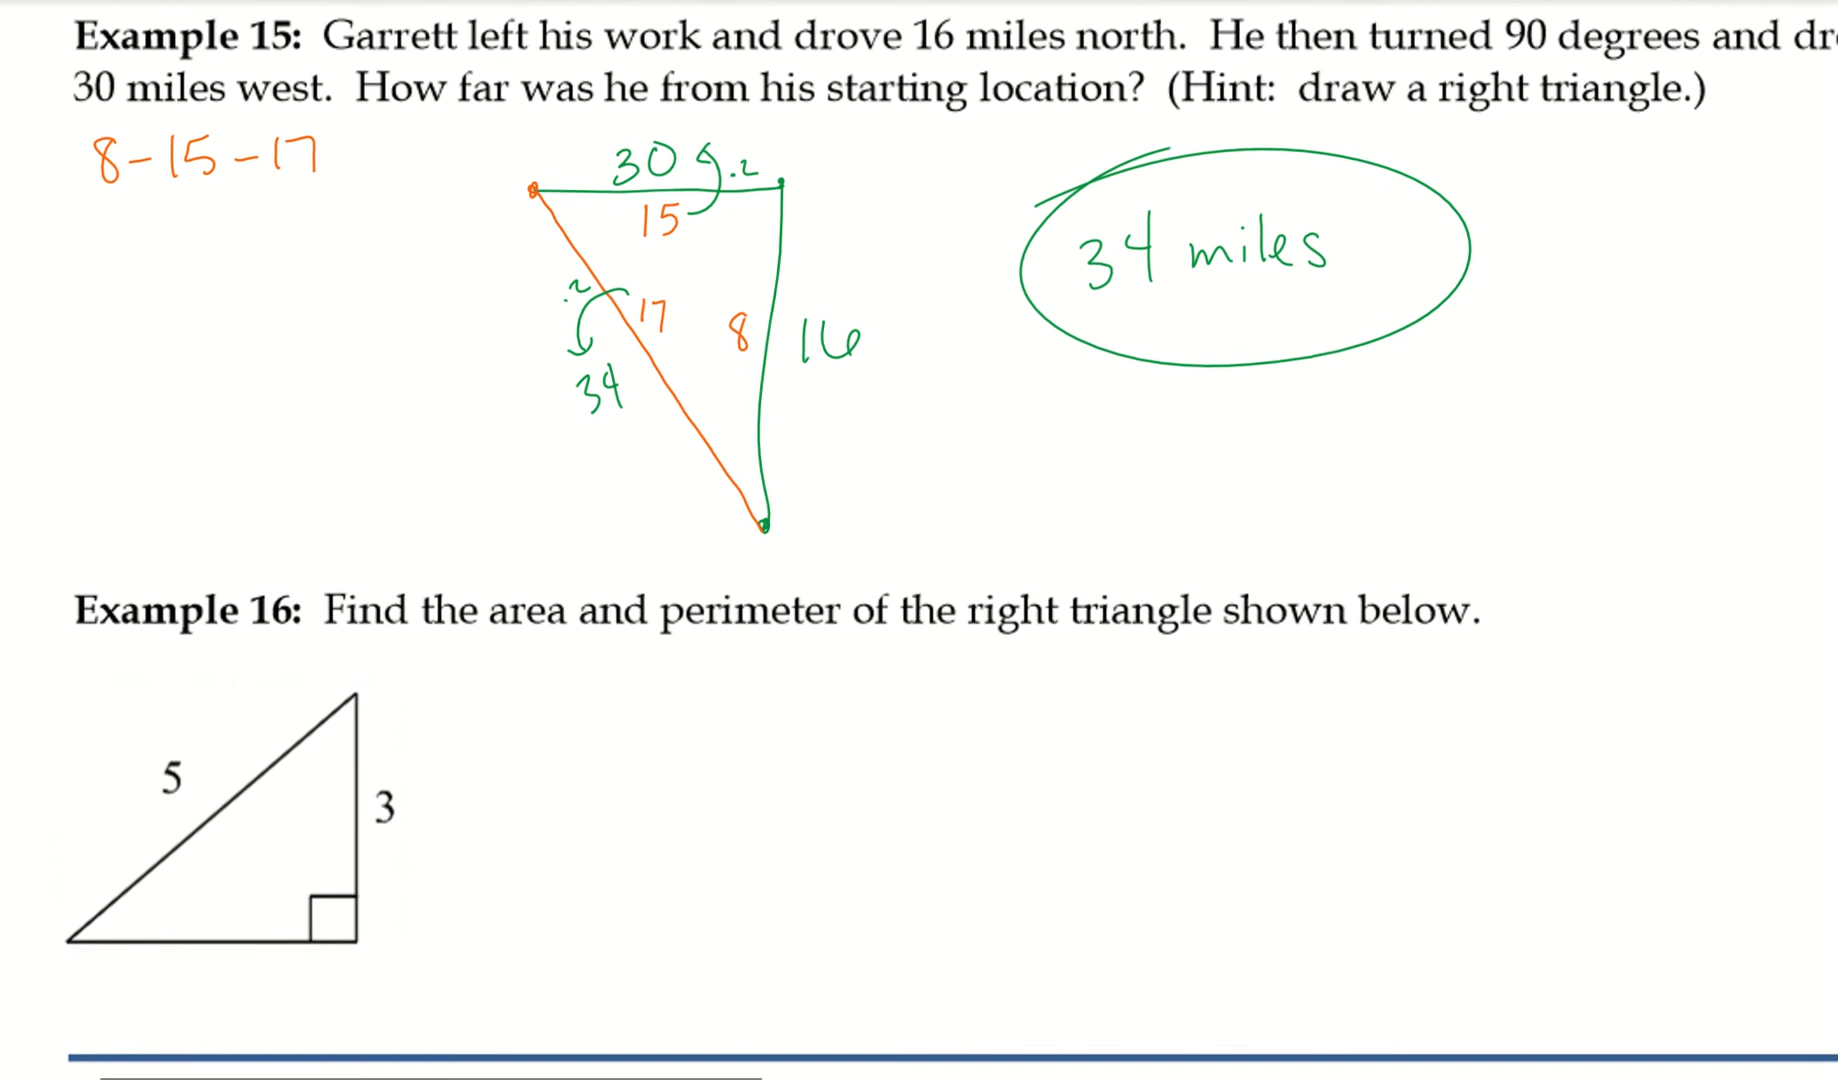 Example 15: Garrett left his work and drove 16 miles north. He then turned 90 degrees and dr
30 miles west. How far was he from his starting location? (Hint: draw a right triangle.)
8-15-17
30 .2
15
34 miles
.2
17 8 16
34
Example 16: Find the area and perimeter of the right triangle shown below.
5
3